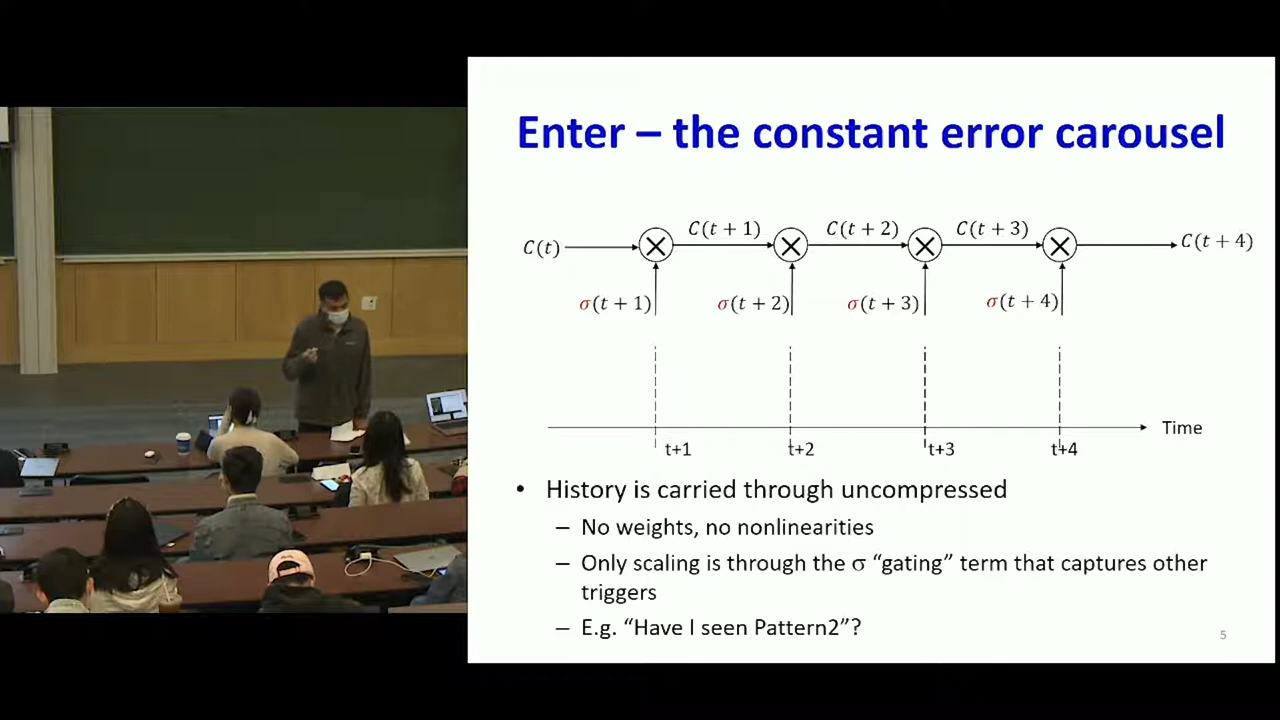 Enter – the constant error carousel
C(t)
C(t + 1)
C(t + 2)
C(t + 3)
C(t + 4)
σ(t + 1)
σ(t + 2)
σ(t + 3)
σ(t + 4)
Time
t+1
t+2
t+3
t+4
• History is carried through uncompressed
– No weights, no nonlinearities
– Only scaling is through the σ “gating” term that captures other
triggers
– E.g. “Have I seen Pattern2”?
5